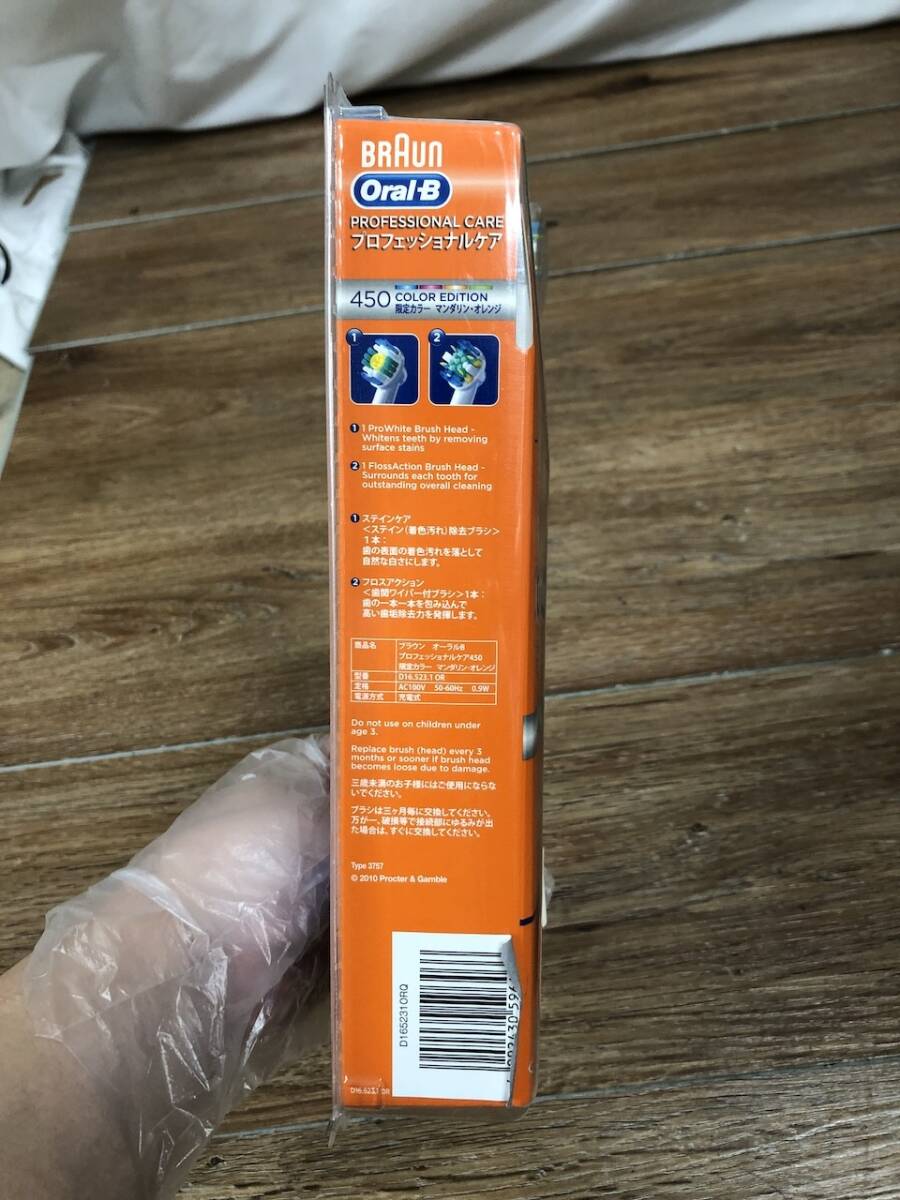 BRAUN
Oral-B
PROFESSIONAL CARE
プロフェッショナルケア
450 COLOR EDITION
限定カラー マンダリン・オレンジ
1
2
1 1 ProWhite Brush Head -
Whitens teeth by removing
surface stains
2 1 FlossAction Brush Head -
Surrounds each tooth for
outstanding overall cleaning
1 ステインケア
<ステイン(着色汚れ)除去ブラシ>
1本:
歯の表面の着色汚れを落として
自然な白さにします。
2 フロスアクション
<歯間ワイパー付ブラシ>1本:
歯の一本一本を包み込んで
高い歯垢除去力を発揮します。
商品名 ブラウン オーラルB
プロフェッショナルケア450
限定カラー マンダリン・オレンジ
型番 D16.523.1 OR
定格 AC100V 50-60Hz 0.9W
電源方式 充電式
Do not use on children under
age 3.
Replace brush (head) every 3
months or sooner if brush head
becomes loose due to damage.
三歳未満のお子様にはご使用にならな
いでください。
ブラシは三ヶ月毎に交換してください。
万が一、破損等で接続部にゆるみが出
た場合は、すぐに交換してください。
Type 3757
© 2010 Procter & Gamble
D165231ORQ
D16.523.1 OR